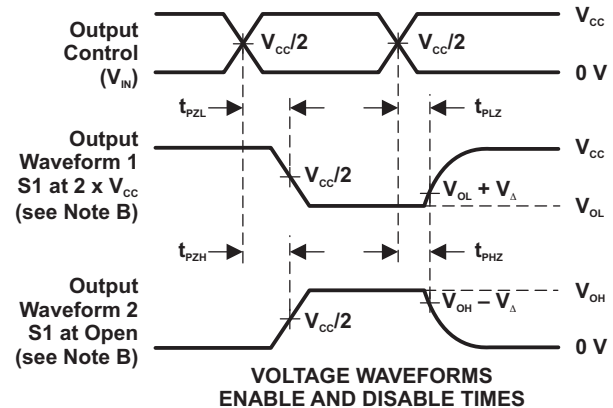 Output
Control
(V_IN)
V_CC/2
V_CC/2
V_CC
0 V
t_PZL
t_PLZ
Output
Waveform 1
S1 at 2 x V_CC
(see Note B)
V_CC/2
V_CC
V_OL + V_Δ
V_OL
t_PZH
t_PHZ
Output
Waveform 2
S1 at Open
(see Note B)
V_CC/2
V_OH
V_OH – V_Δ
0 V
VOLTAGE WAVEFORMS
ENABLE AND DISABLE TIMES